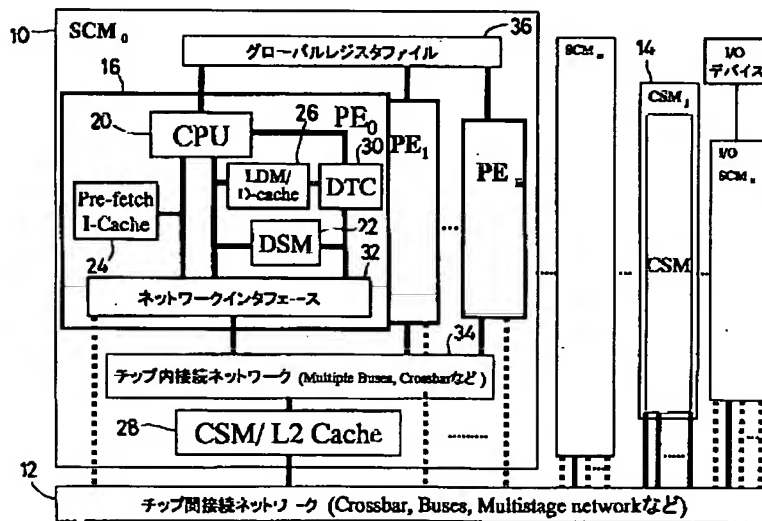 10
SCM₀
36
グローバルレジスタファイル
16
PE₀
20
CPU
26
30
LDM/
D-cache
DTC
Pre-fetch
I-Cache
24
DSM
22
32
ネットワークインタフェース
PE₁
PE
34
チップ内接続ネットワーク (Multiple Buses, Crossbarなど)
28
CSM/ L2 Cache
12
チップ間接続ネットワーク (Crossbar, Buses, Multistage networkなど)
SCM
14
CSM
CSM
I/O
デバイス
I/O
SCM